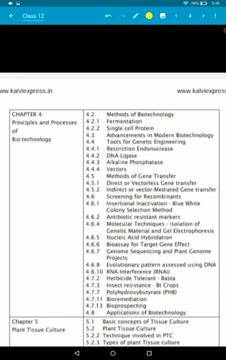 Class 12
www.kalviexpress.in www.kalviexpr
CHAPTER 4:
Principles and Processes
of
Bio-technology
4.2. Methods of Biotechnology
4.2.1 Fermentation
4.2.2 Single cell Protein
4.3 Advancements in Modern Biotechnology
4.4 Tools for Genetic Engineering
4.4.1 Restriction Endonuclease
4.4.2 DNA Ligase
4.4.3 Alkaline Phosphatase
4.4.4 Vectors
4.5 Methods of Gene Transfer
4.5.1 Direct or Vectorless Gene transfer
4.5.2 Indirect or vector-Mediated Gene transfer
4.6 Screening for Recombinants
4.6.1 Insertional Inactivation - Blue White
Colony Selection Method
4.6.2 Antibiotic resistant markers
4.6.4 Molecular Techniques - Isolation of
Genetic Material and Gel Electrophoresis
4.6.5 Nucleic Acid Hybridation
4.6.6 Bioassay for Target Gene Effect
4.6.7 Genome Sequencing and Plant Genome
Projects
4.6.8 Evolutionary pattern assessed using DNA
4.6.10 RNA Interference (RNAi)
4.7.2 Herbicide Tolerant - Basta
4.7.3 Insect resistance - Bt Crops
4.7.7 Polyhydroxybutyrate (PHB)
4.7.11 Bioremediation
4.7.13 Bioprospecting
4.8 Applications of Biotechnology
Chapter 5
Plant Tissue Culture
5.1 Basic concepts of Tissue Culture
5.2 Plant Tissue Culture
5.2.2 Technique involved in PTC
5.2.3 Types of plant Tissue culture